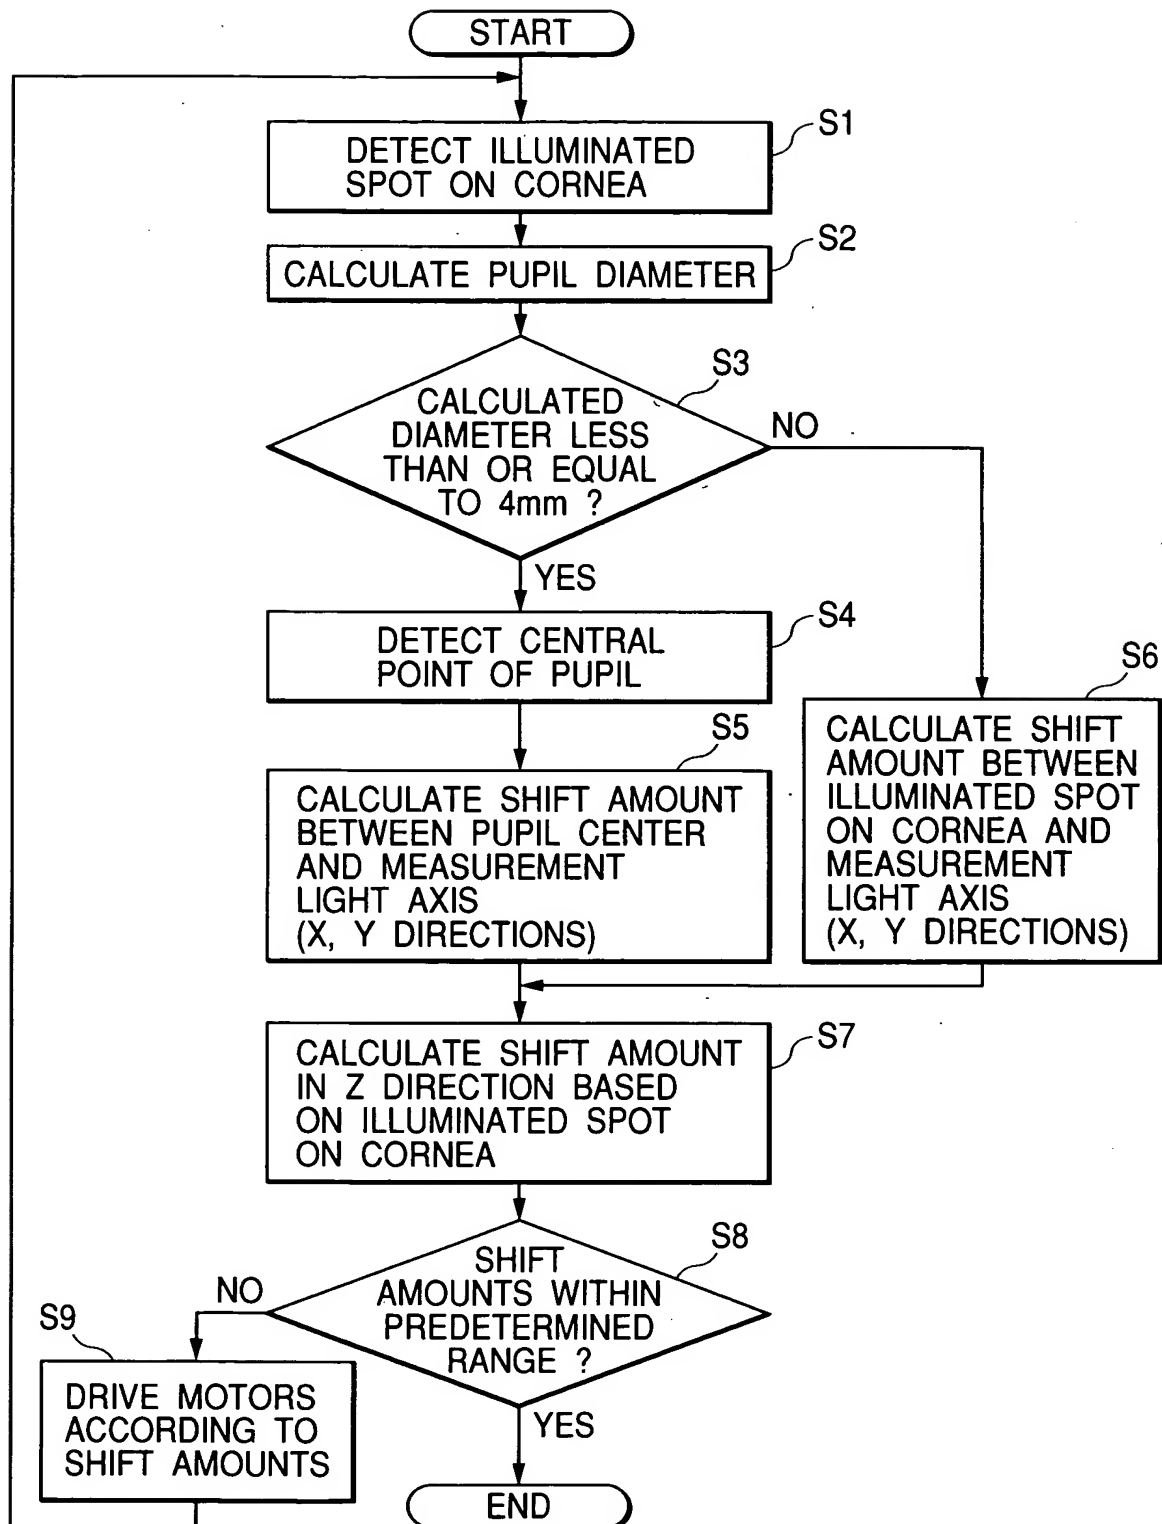 START
S1
DETECT ILLUMINATED
SPOT ON CORNEA
S2
CALCULATE PUPIL DIAMETER
S3
CALCULATED
DIAMETER LESS
THAN OR EQUAL
TO 4mm ?
NO
YES
S4
DETECT CENTRAL
POINT OF PUPIL
S5
CALCULATE SHIFT AMOUNT
BETWEEN PUPIL CENTER
AND MEASUREMENT
LIGHT AXIS
(X, Y DIRECTIONS)
S6
CALCULATE SHIFT
AMOUNT BETWEEN
ILLUMINATED SPOT
ON CORNEA AND
MEASUREMENT
LIGHT AXIS
(X, Y DIRECTIONS)
S7
CALCULATE SHIFT AMOUNT
IN Z DIRECTION BASED
ON ILLUMINATED SPOT
ON CORNEA
S8
SHIFT
AMOUNTS WITHIN
PREDETERMINED
RANGE ?
NO
S9
DRIVE MOTORS
ACCORDING TO
SHIFT AMOUNTS
YES
END